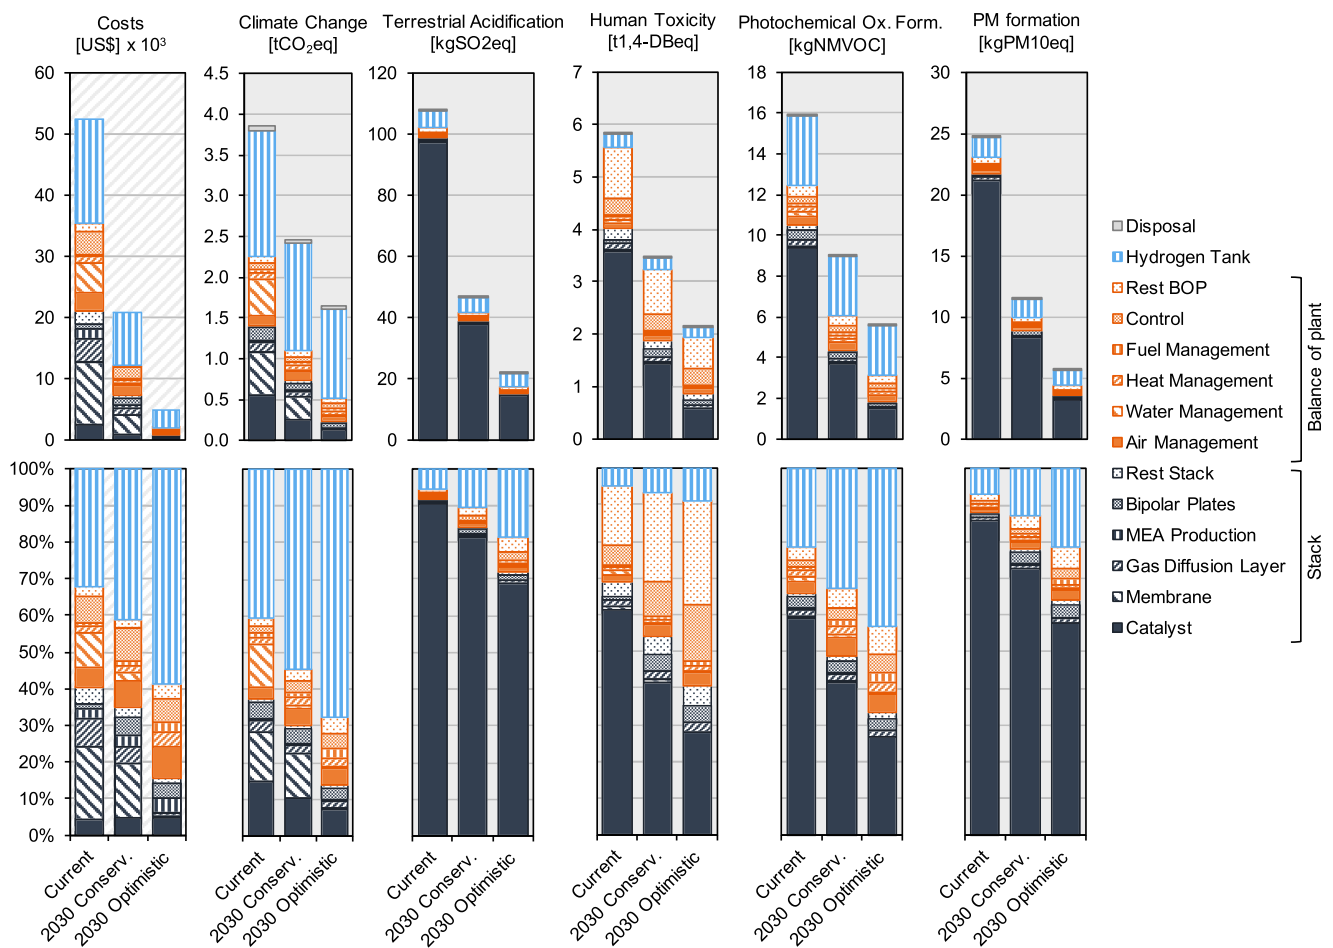 Costs
[US$] x 10³
Climate Change
[tCO₂eq]
Terrestrial Acidification
[kgSO2eq]
Human Toxicity
[t1,4-DBeq]
Photochemical Ox. Form.
[kgNMVOC]
PM formation
[kgPM10eq]
60
50
40
30
20
10
0
4.5
4.0
3.5
3.0
2.5
2.0
1.5
1.0
0.5
0.0
120
100
80
60
40
20
0
7
6
5
4
3
2
1
0
18
16
14
12
10
8
6
4
2
0
30
25
20
15
10
5
0
100%
90%
80%
70%
60%
50%
40%
30%
20%
10%
0%
Current
2030 Conserv.
2030 Optimistic
Current
2030 Conserv.
2030 Optimistic
Current
2030 Conserv.
2030 Optimistic
Current
2030 Conserv.
2030 Optimistic
Current
2030 Conserv.
2030 Optimistic
Current
2030 Conserv.
2030 Optimistic
Disposal
Hydrogen Tank
Rest BOP
Control
Fuel Management
Heat Management
Water Management
Air Management
Rest Stack
Bipolar Plates
MEA Production
Gas Diffusion Layer
Membrane
Catalyst
Balance of plant
Stack